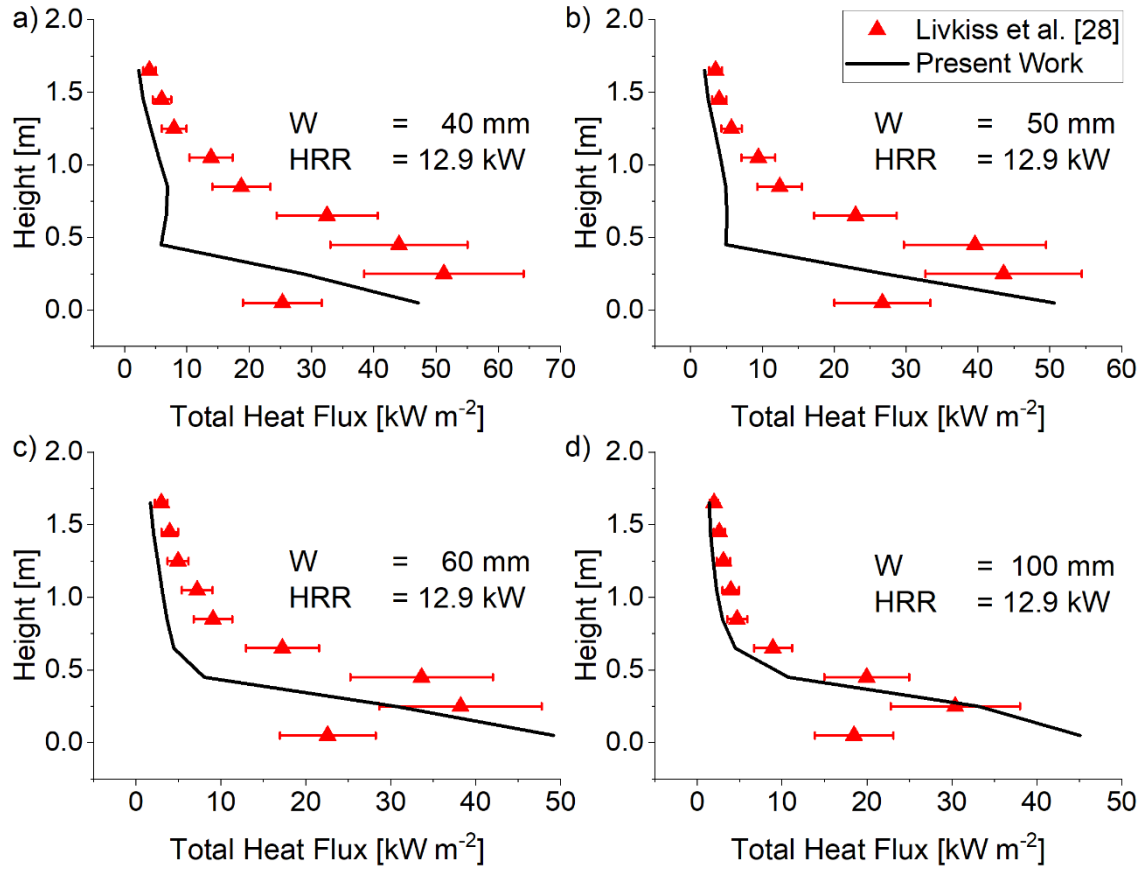 a)
2.0
1.5
1.0
0.5
0.0
Height [m]
W = 40 mm
HRR = 12.9 kW
0 10 20 30 40 50 60 70
Total Heat Flux [kW m⁻²]
b)
2.0
1.5
1.0
0.5
0.0
Height [m]
Livkiss et al. [28]
Present Work
W = 50 mm
HRR = 12.9 kW
0 10 20 30 40 50 60
Total Heat Flux [kW m⁻²]
c)
2.0
1.5
1.0
0.5
0.0
Height [m]
W = 60 mm
HRR = 12.9 kW
0 10 20 30 40 50
Total Heat Flux [kW m⁻²]
d)
2.0
1.5
1.0
0.5
0.0
Height [m]
W = 100 mm
HRR = 12.9 kW
0 10 20 30 40 50
Total Heat Flux [kW m⁻²]